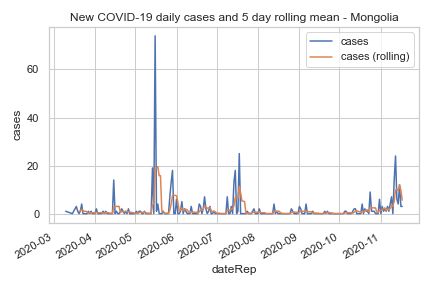 New COVID-19 daily cases and 5 day rolling mean - Mongolia
cases
cases (rolling)
60
40
20
0
cases
2020-03
2020-04
2020-05
2020-06
2020-07
2020-08
2020-09
2020-10
2020-11
dateRep